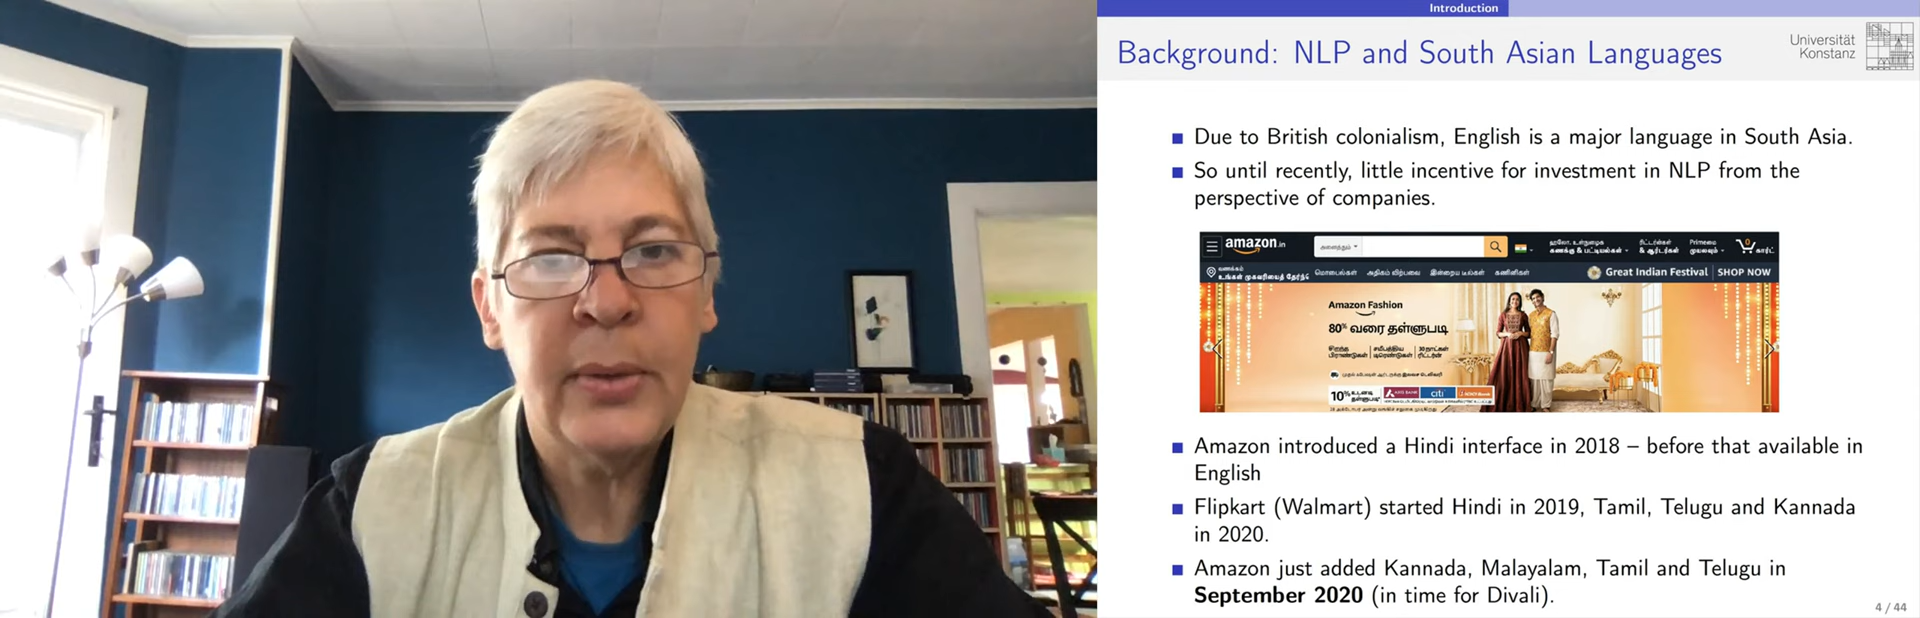 Introduction
Background: NLP and South Asian Languages
Universität
Konstanz
Due to British colonialism, English is a major language in South Asia.
So until recently, little incentive for investment in NLP from the
perspective of companies.
amazon.in
Prime
Great Indian Festival | SHOP NOW
Amazon Fashion
80% வரை தள்ளுபடி
10%
citi
Amazon introduced a Hindi interface in 2018 – before that available in
English
Flipkart (Walmart) started Hindi in 2019, Tamil, Telugu and Kannada
in 2020.
Amazon just added Kannada, Malayalam, Tamil and Telugu in
September 2020 (in time for Divali).
4 / 44